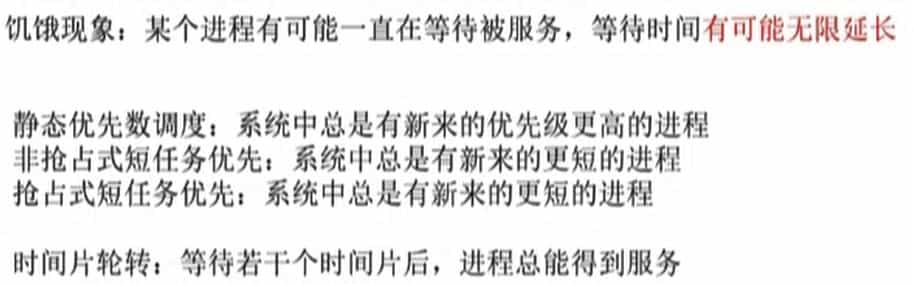 饥饿现象：某个进程有可能一直在等待被服务，等待时间有可能无限延长
静态优先数调度：系统中总是有新来的优先级更高的进程
非抢占式短任务优先：系统中总是有新来的更短的进程
抢占式短任务优先：系统中总是有新来的更短的进程
时间片轮转：等待若干个时间片后，进程总能得到服务